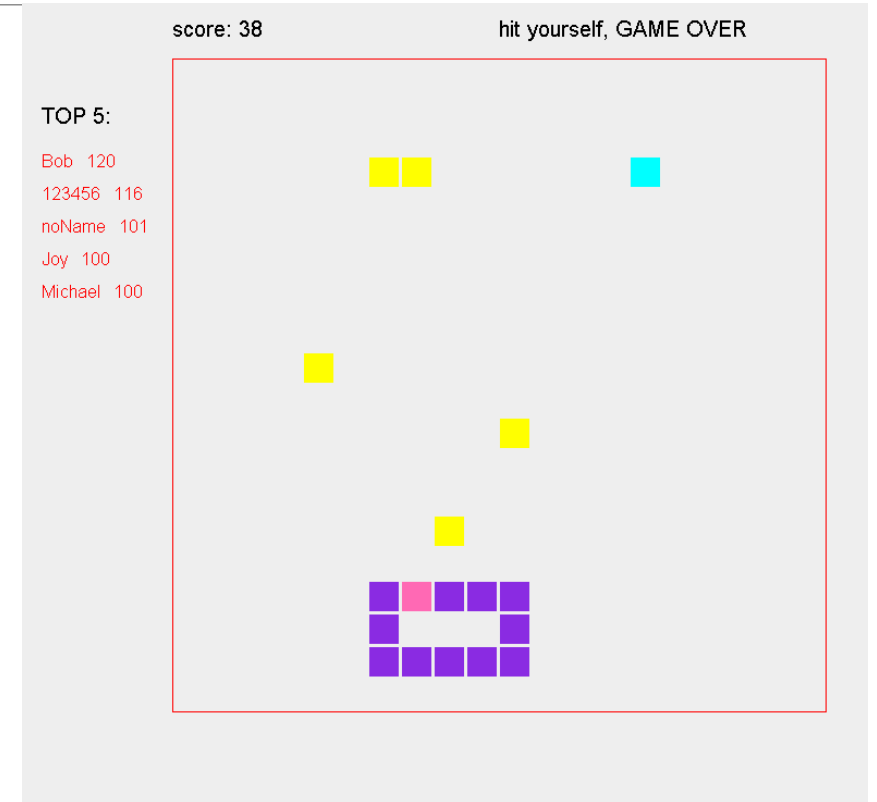 score: 38
hit yourself, GAME OVER
TOP 5:
Bob 120
123456 116
noName 101
Joy 100
Michael 100